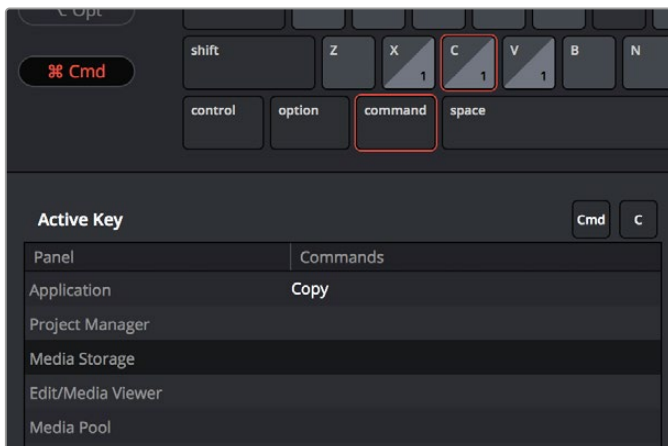 ⌥ Opt
shift Z X C V B N
⌘ Cmd
1 1 1
control option command space
Active Key Cmd C
Panel Commands
Application Copy
Project Manager
Media Storage
Edit/Media Viewer
Media Pool